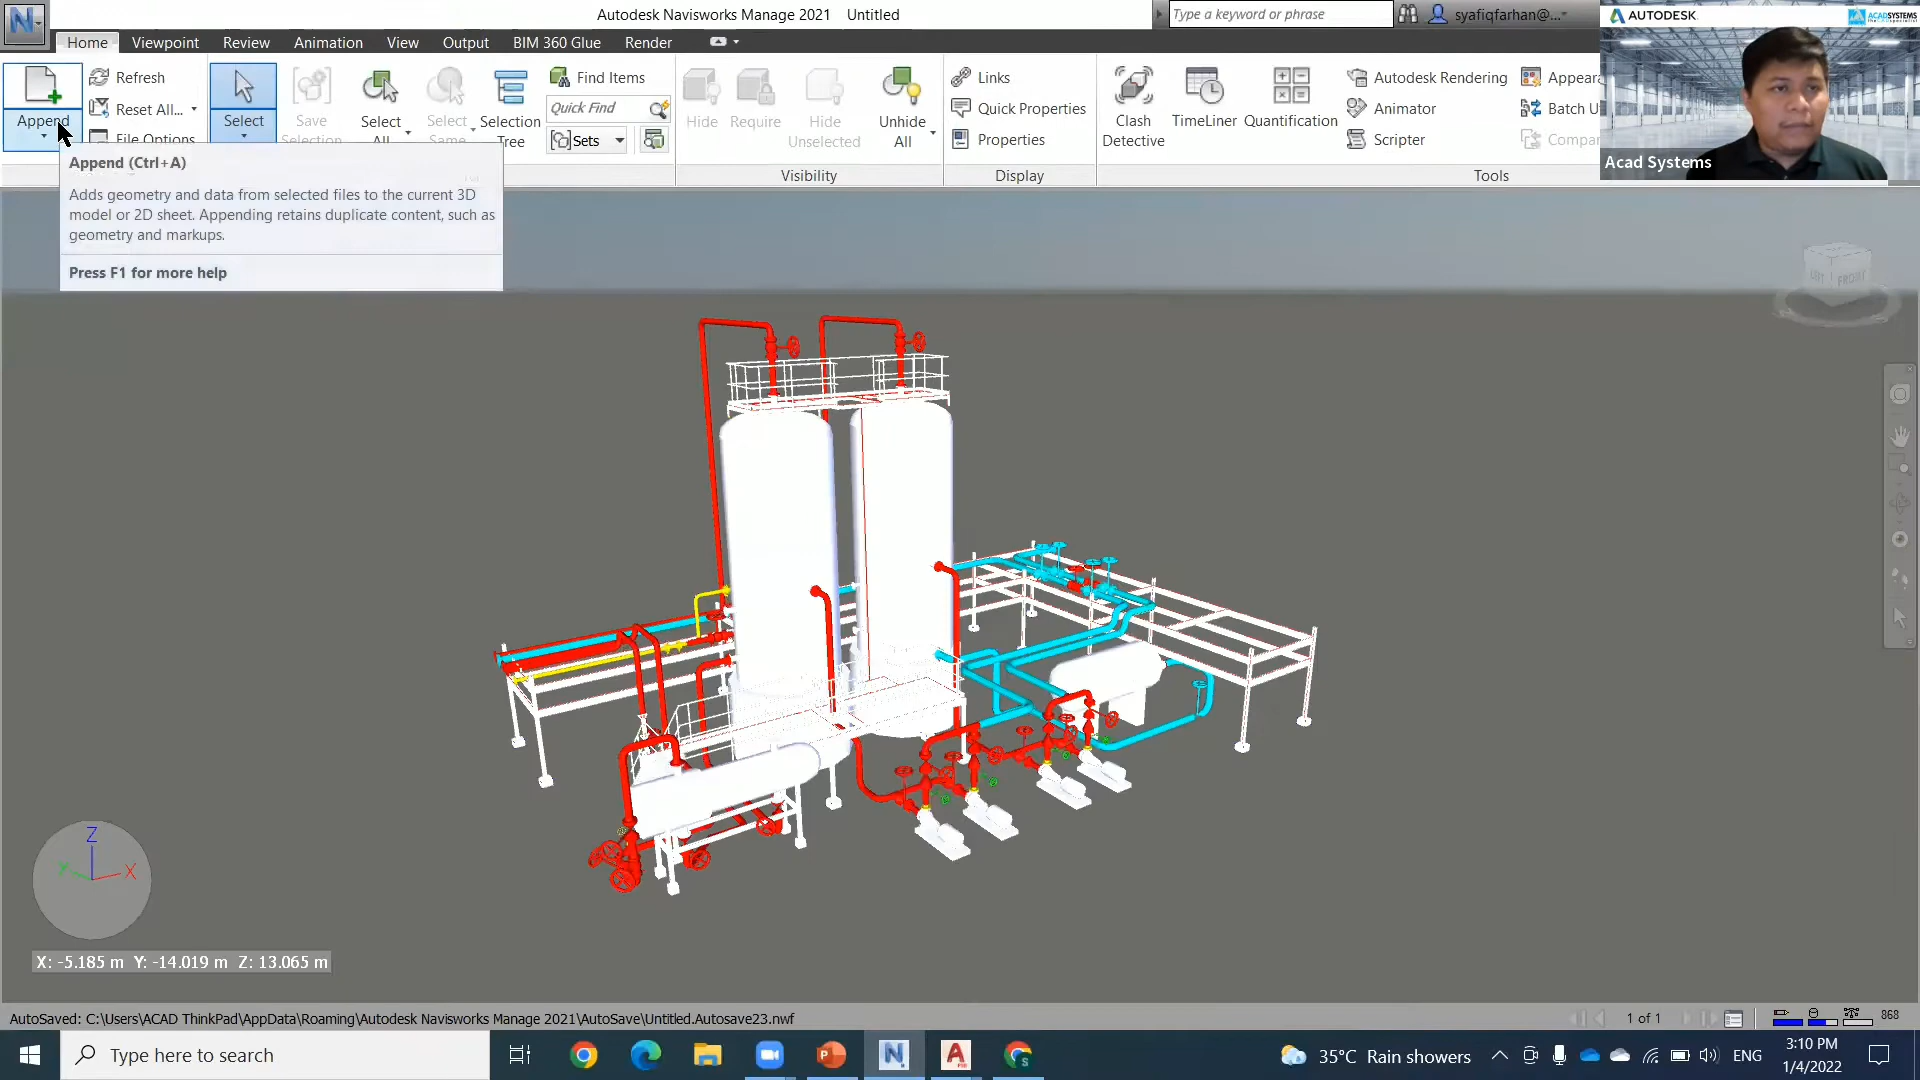 Autodesk Navisworks Manage 2021 Untitled
Type a keyword or phrase
syafiqfarhan@...
AUTODESK
ACADSYSTEMS
Home Viewpoint Review Animation View Output BIM 360 Glue Render
Append
Refresh
Reset All...
File Options
Select
Save
Selection
Select
All
Select
Same
Selection
Tree
Find Items
Quick Find
Sets
Hide
Require
Hide
Unselected
Unhide
All
Visibility
Links
Quick Properties
Properties
Display
Clash
Detective
TimeLiner
Quantification
Autodesk Rendering
Animator
Scripter
Appeara
Batch U
Compar
Tools
Acad Systems
Append (Ctrl+A)
Adds geometry and data from selected files to the current 3D
model or 2D sheet. Appending retains duplicate content, such as
geometry and markups.
Press F1 for more help
FRONT
Z
Y
X
X: -5.185 m Y: -14.019 m Z: 13.065 m
AutoSaved: C:\Users\ACAD ThinkPad\AppData\Roaming\Autodesk Navisworks Manage 2021\AutoSave\Untitled.Autosave23.nwf
1 of 1
868
Type here to search
35°C Rain showers
ENG
3:10 PM
1/4/2022